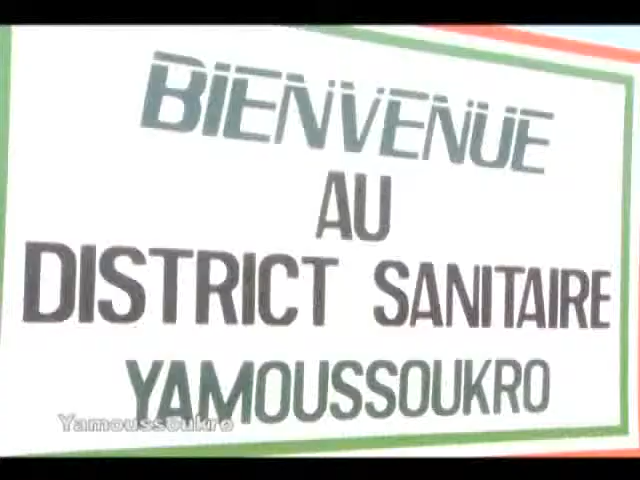 BIENVENUE
AU
DISTRICT SANITAIRE
YAMOUSSOUKRO
Yamoussoukro